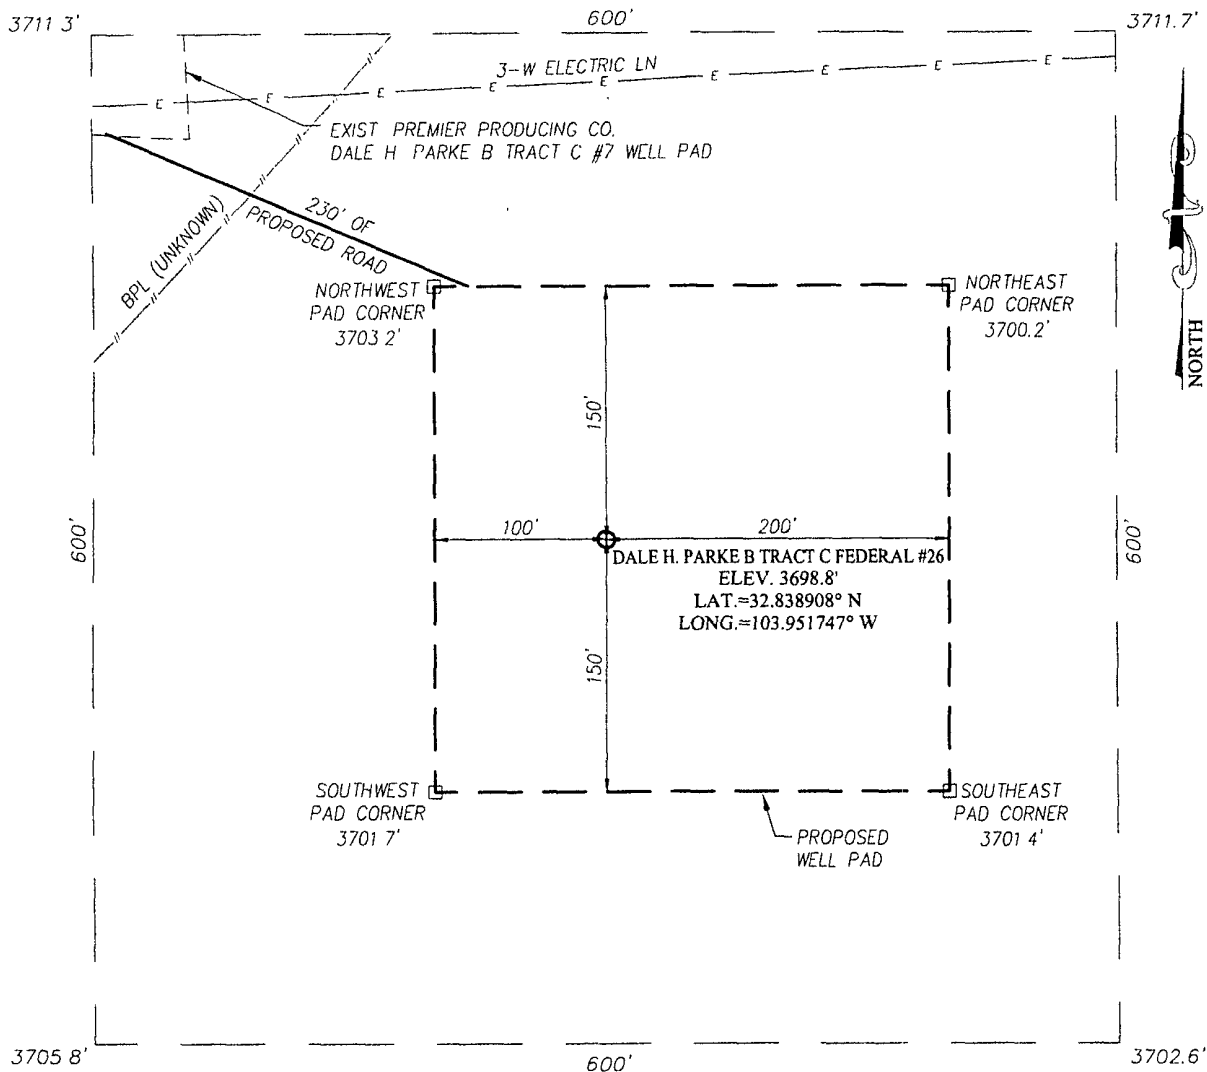 3711 3'
600'
3711.7'
3-W ELECTRIC LN
E E E E E E E E E
EXIST PREMIER PRODUCING CO.
DALE H PARKE B TRACT C #7 WELL PAD
230' OF
PROPOSED ROAD
BPL (UNKNOWN)
NORTHWEST
PAD CORNER
3703 2'
NORTHEAST
PAD CORNER
3700.2'
NORTH
150'
600'
100'
200'
600'
DALE H. PARKE B TRACT C FEDERAL #26
ELEV. 3698.8'
LAT.=32.838908° N
LONG.=103.951747° W
150'
SOUTHWEST
PAD CORNER
3701 7'
SOUTHEAST
PAD CORNER
3701 4'
PROPOSED
WELL PAD
3705 8'
600'
3702.6'